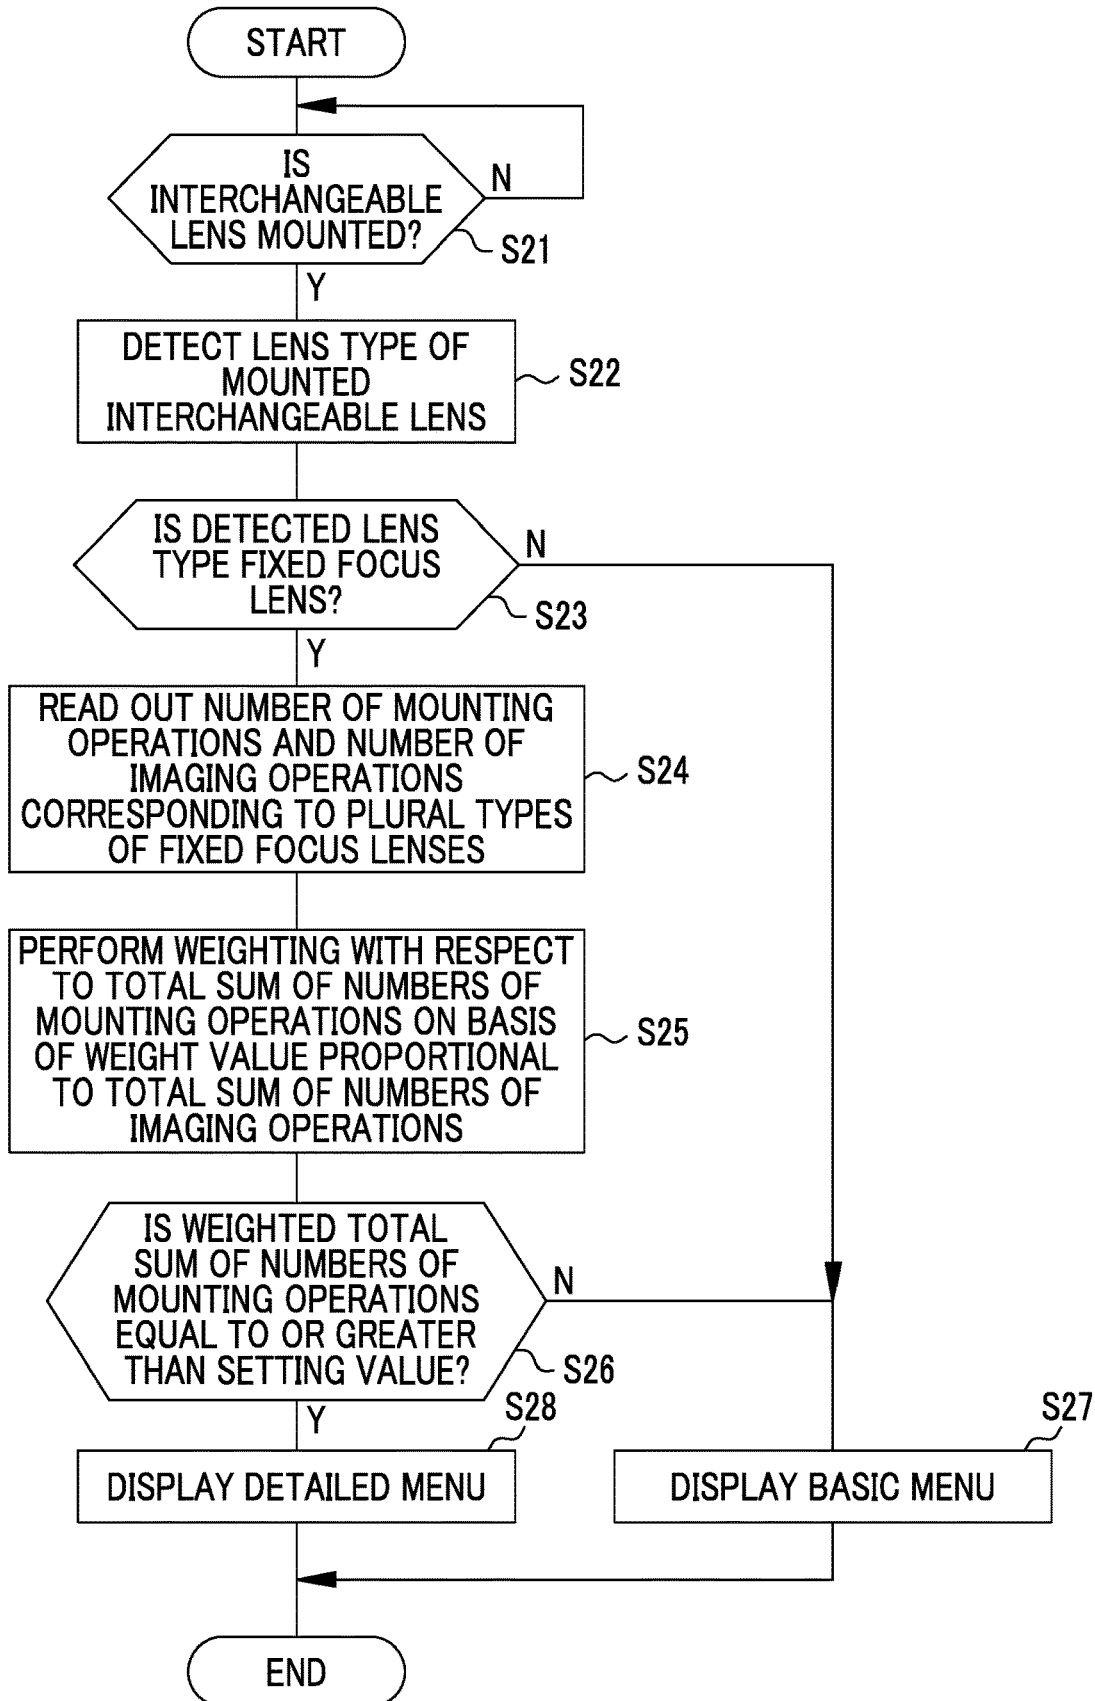 START
IS
INTERCHANGEABLE
LENS MOUNTED?
N
S21
Y
DETECT LENS TYPE OF
MOUNTED
INTERCHANGEABLE LENS
S22
IS DETECTED LENS
TYPE FIXED FOCUS
LENS?
N
S23
Y
READ OUT NUMBER OF MOUNTING
OPERATIONS AND NUMBER OF
IMAGING OPERATIONS
CORRESPONDING TO PLURAL TYPES
OF FIXED FOCUS LENSES
S24
PERFORM WEIGHTING WITH RESPECT
TO TOTAL SUM OF NUMBERS OF
MOUNTING OPERATIONS ON BASIS
OF WEIGHT VALUE PROPORTIONAL
TO TOTAL SUM OF NUMBERS OF
IMAGING OPERATIONS
S25
IS WEIGHTED TOTAL
SUM OF NUMBERS OF
MOUNTING OPERATIONS
EQUAL TO OR GREATER
THAN SETTING VALUE?
N
S26
Y
S28
DISPLAY DETAILED MENU
S27
DISPLAY BASIC MENU
END